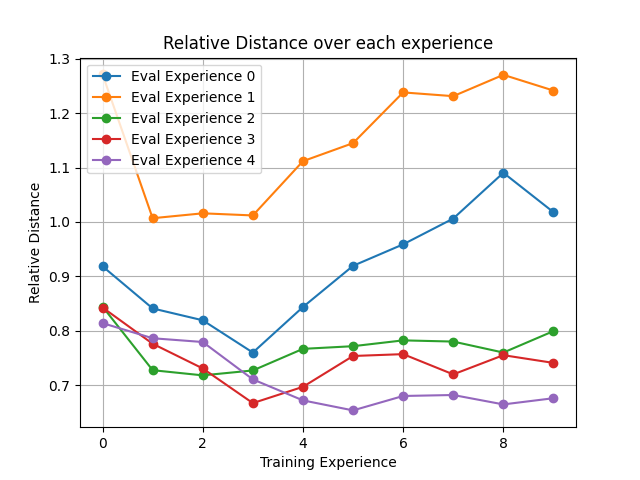 Relative Distance over each experience
Relative Distance
1.3
1.2
1.1
1.0
0.9
0.8
0.7
Eval Experience 0
Eval Experience 1
Eval Experience 2
Eval Experience 3
Eval Experience 4
0 2 4 6 8
Training Experience